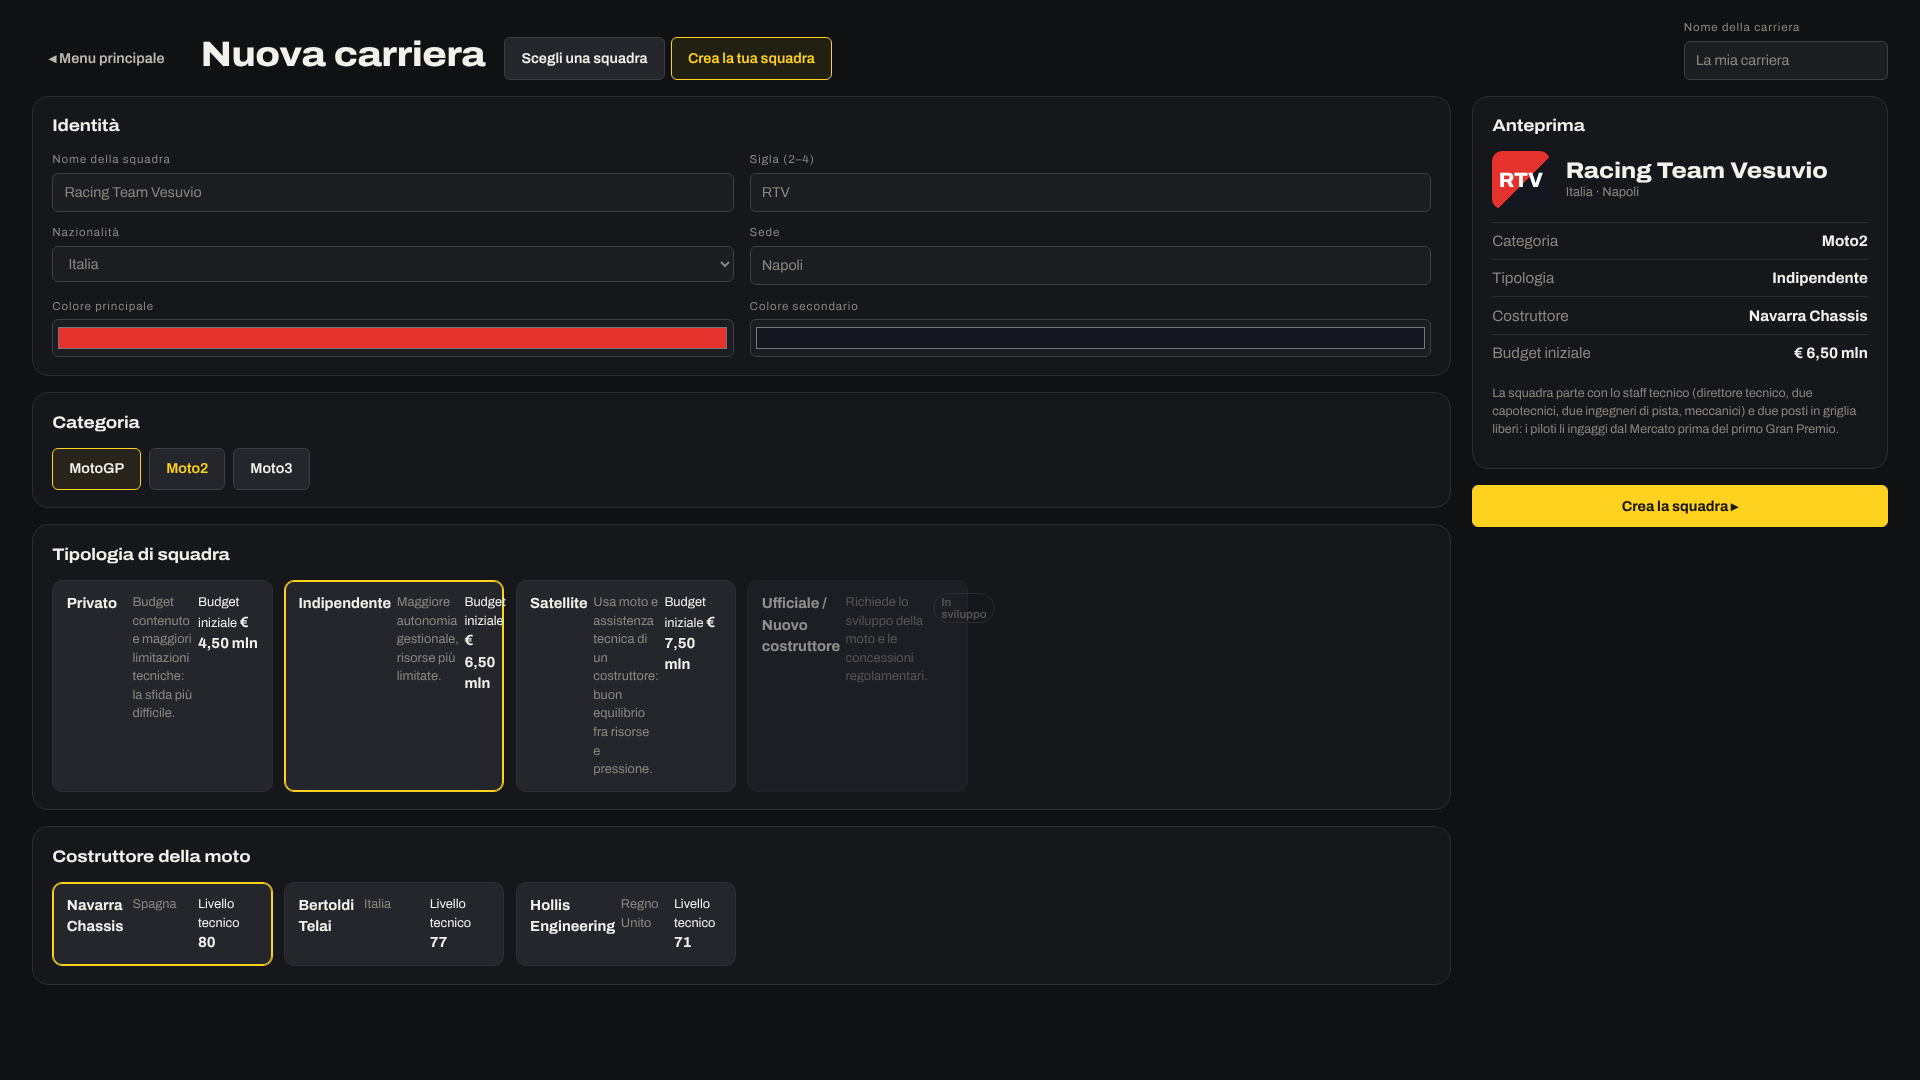 ◂ Menu principale
Nuova carriera
Scegli una squadra
Crea la tua squadra
Nome della carriera
La mia carriera
Identità
Nome della squadra
Racing Team Vesuvio
Sigla (2–4)
RTV
Nazionalità
Italia
Sede
Napoli
Colore principale
Colore secondario
Categoria
MotoGP
Moto2
Moto3
Tipologia di squadra
Privato
Budget
contenuto
e maggiori
limitazioni
tecniche:
la sfida più
difficile.
Budget
iniziale €
4,50 mln
Indipendente
Maggiore
autonomia
gestionale,
risorse più
limitate.
Budget
iniziale
€
6,50
mln
Satellite
Usa moto e
assistenza
tecnica di
un
costruttore:
buon
equilibrio
fra risorse
e
pressione.
Budget
iniziale €
7,50
mln
Ufficiale /
Nuovo
costruttore
Richiede lo
sviluppo della
moto e le
concessioni
regolamentari.
In
sviluppo
Costruttore della moto
Navarra
Chassis
Spagna
Livello
tecnico
80
Bertoldi
Telai
Italia
Livello
tecnico
77
Hollis
Engineering
Regno
Unito
Livello
tecnico
71
Anteprima
RTV
Racing Team Vesuvio
Italia · Napoli
Categoria Moto2
Tipologia Indipendente
Costruttore Navarra Chassis
Budget iniziale € 6,50 mln
La squadra parte con lo staff tecnico (direttore tecnico, due
capotecnici, due ingegneri di pista, meccanici) e due posti in griglia
liberi: i piloti li ingaggi dal Mercato prima del primo Gran Premio.
Crea la squadra ▸